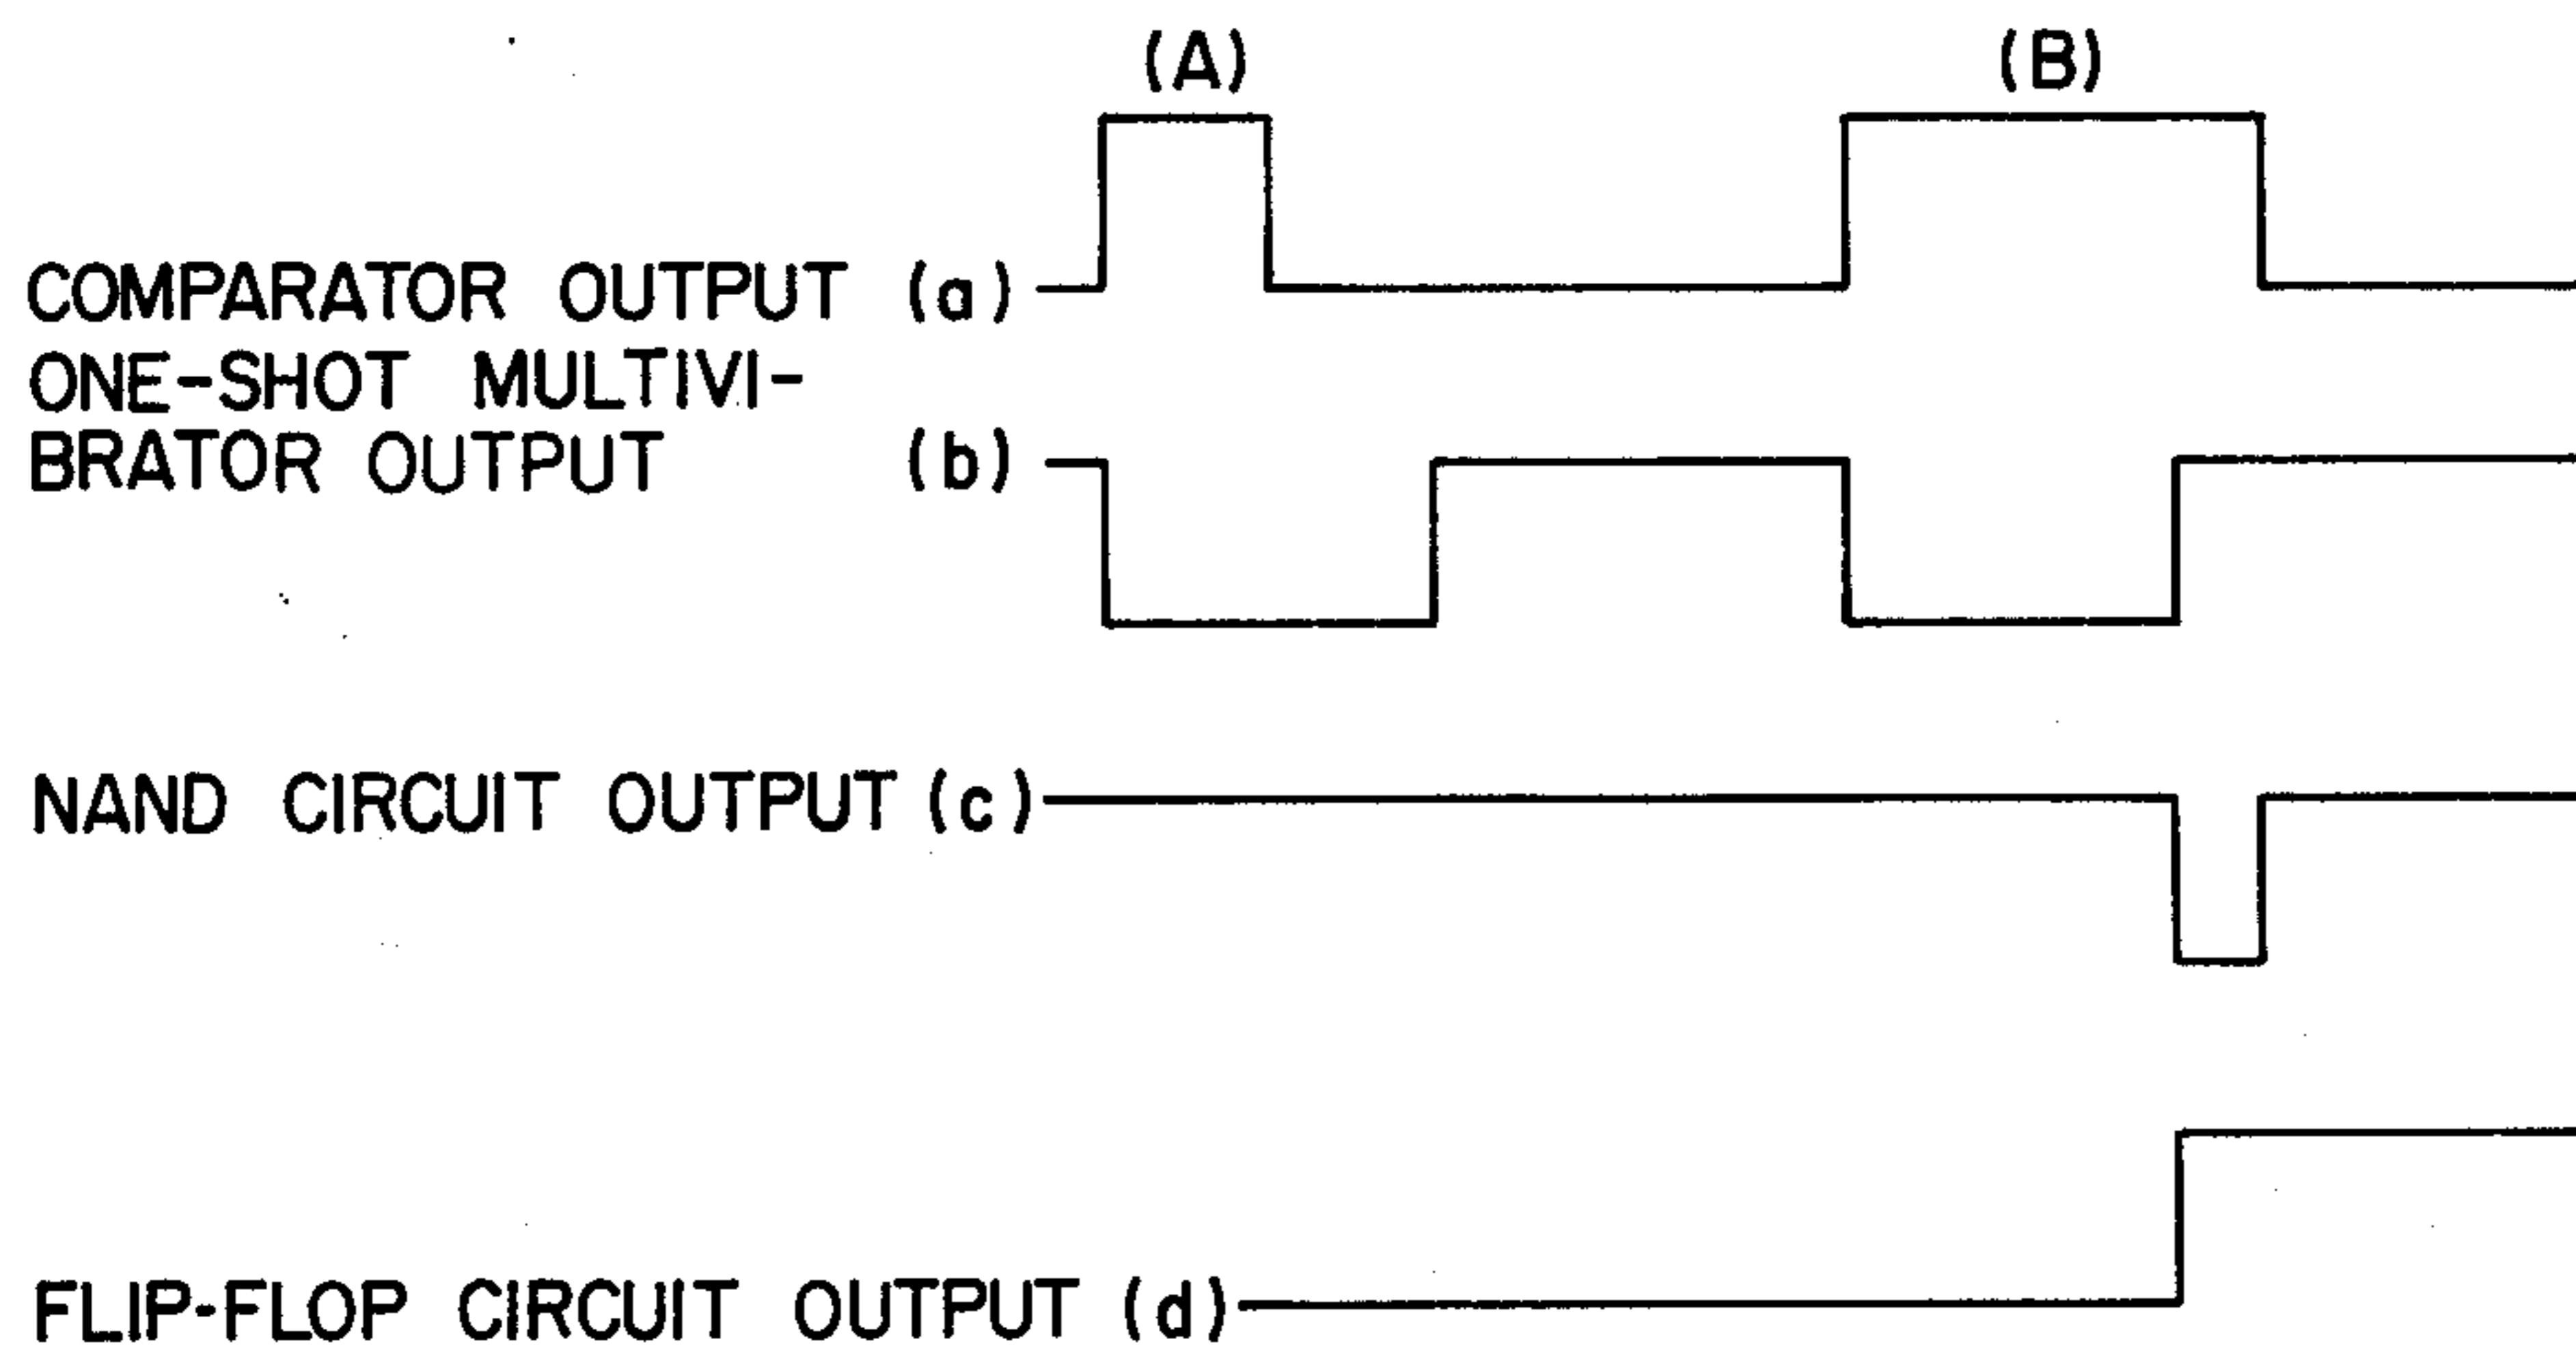 (A) (B)
COMPARATOR OUTPUT (a)
ONE-SHOT MULTIVI-
BRATOR OUTPUT (b)
NAND CIRCUIT OUTPUT (c)
FLIP-FLOP CIRCUIT OUTPUT (d)